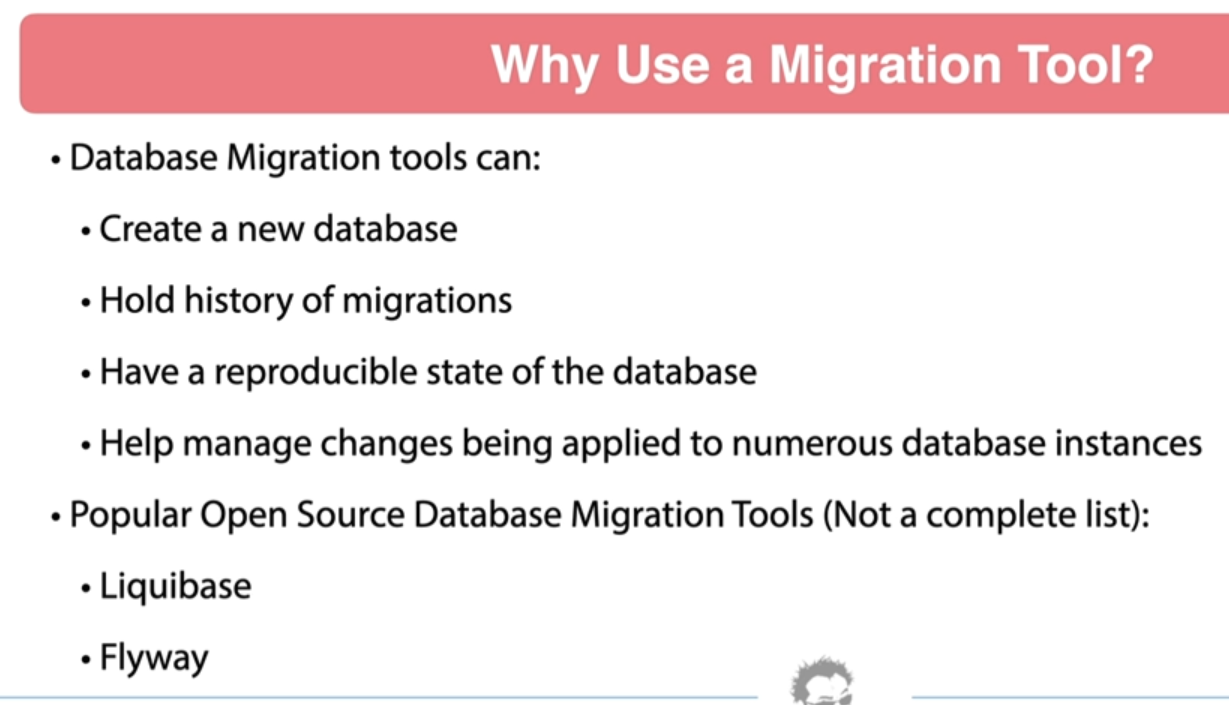 Why Use a Migration Tool?
• Database Migration tools can:
• Create a new database
• Hold history of migrations
• Have a reproducible state of the database
• Help manage changes being applied to numerous database instances
• Popular Open Source Database Migration Tools (Not a complete list):
• Liquibase
• Flyway